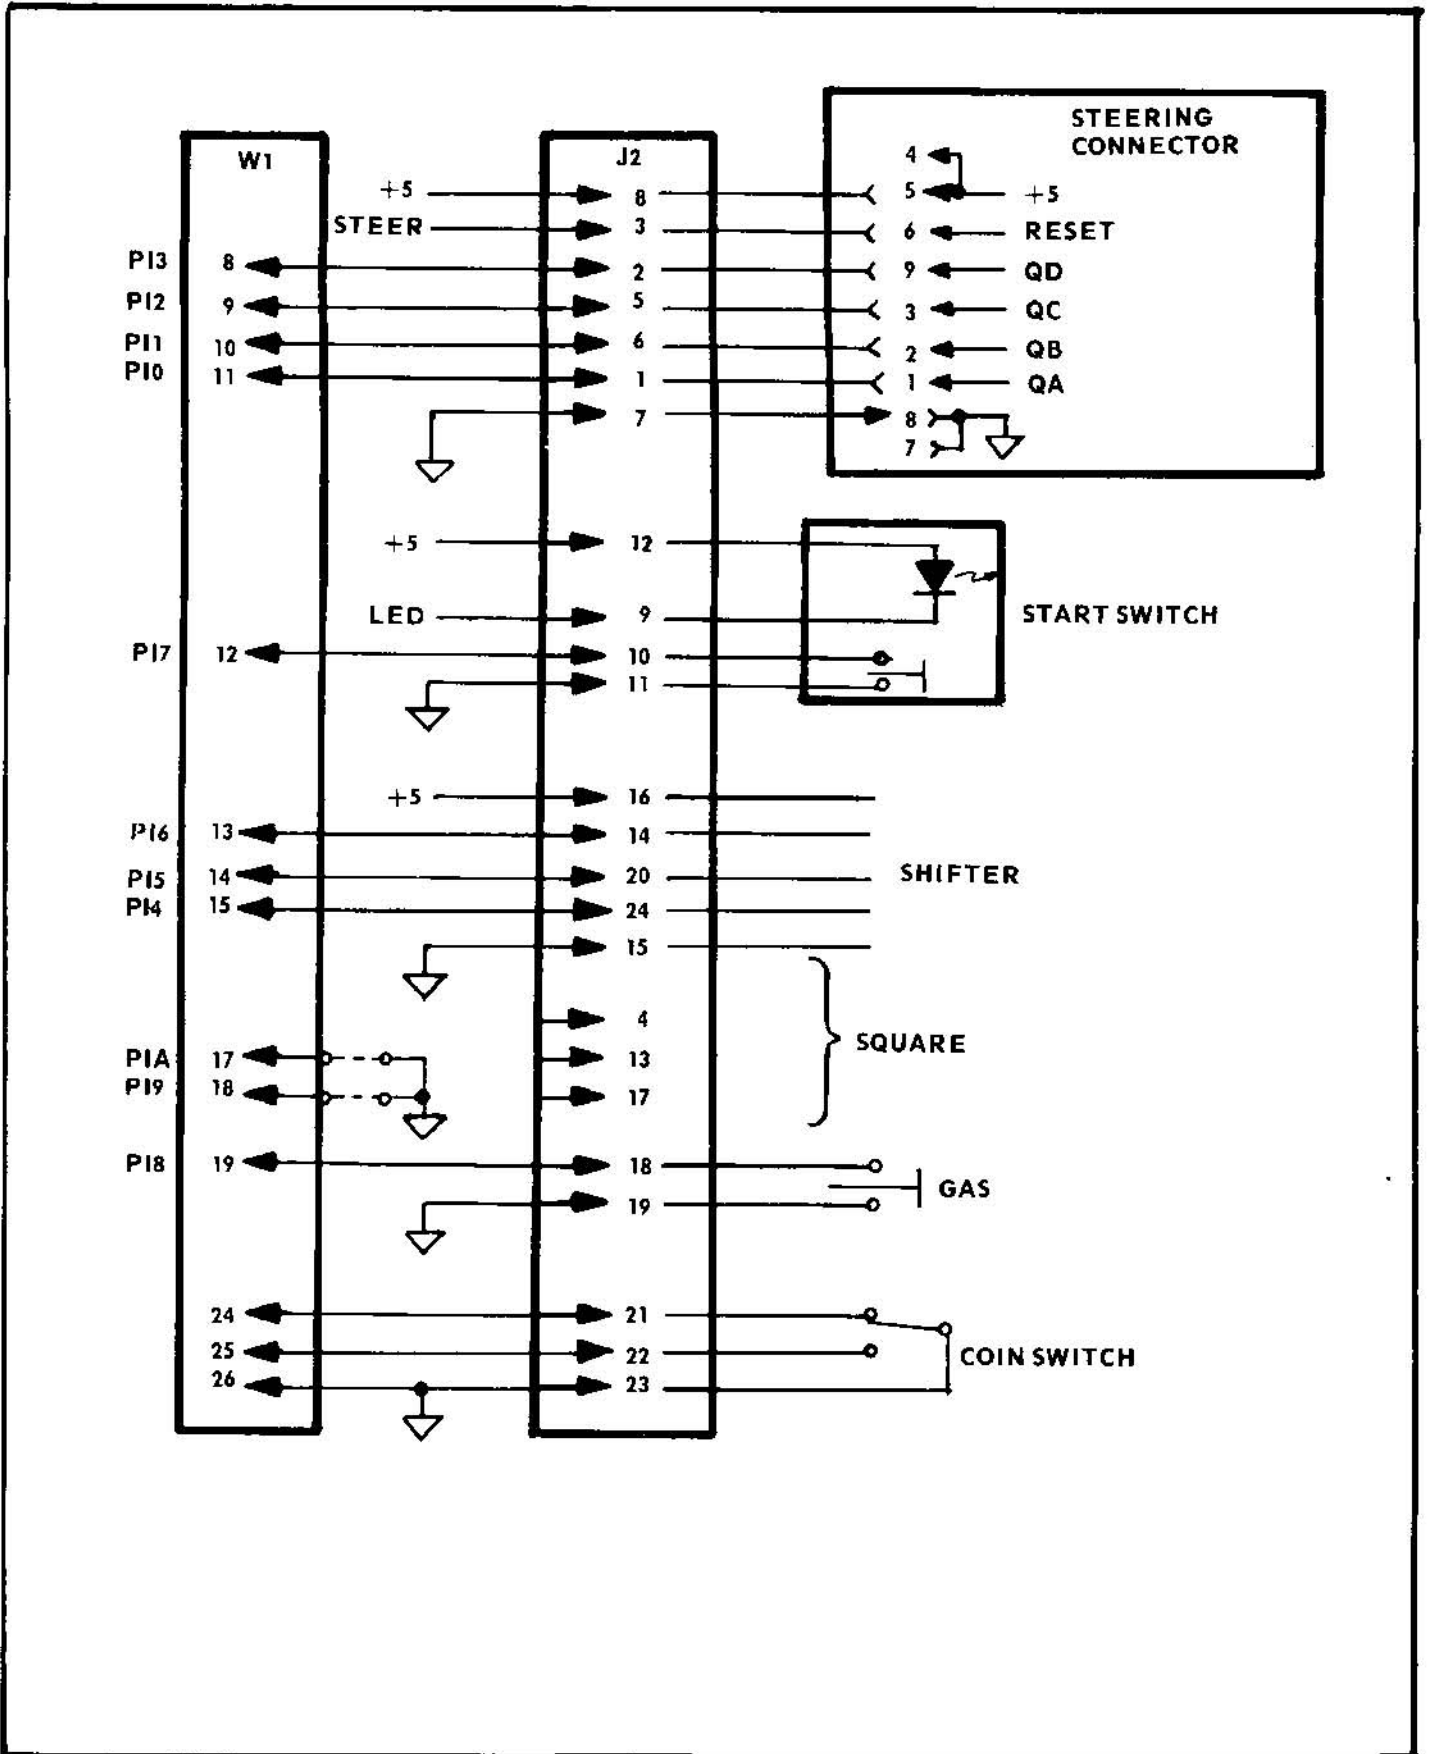 STEERING
CONNECTOR
W1
J2
4
+5
8
5
+5
STEER
3
6
RESET
PI3
8
2
9
QD
PI2
9
5
3
QC
PI1
10
6
2
QB
PI0
11
1
1
QA
7
8
7
+5
12
LED
9
START SWITCH
PI7
12
10
11
+5
16
PI6
13
14
PI5
14
20
SHIFTER
PI4
15
24
15
4
SQUARE
PIA
17
13
PI9
18
17
PI8
19
18
GAS
19
24
21
25
22
COIN SWITCH
26
23